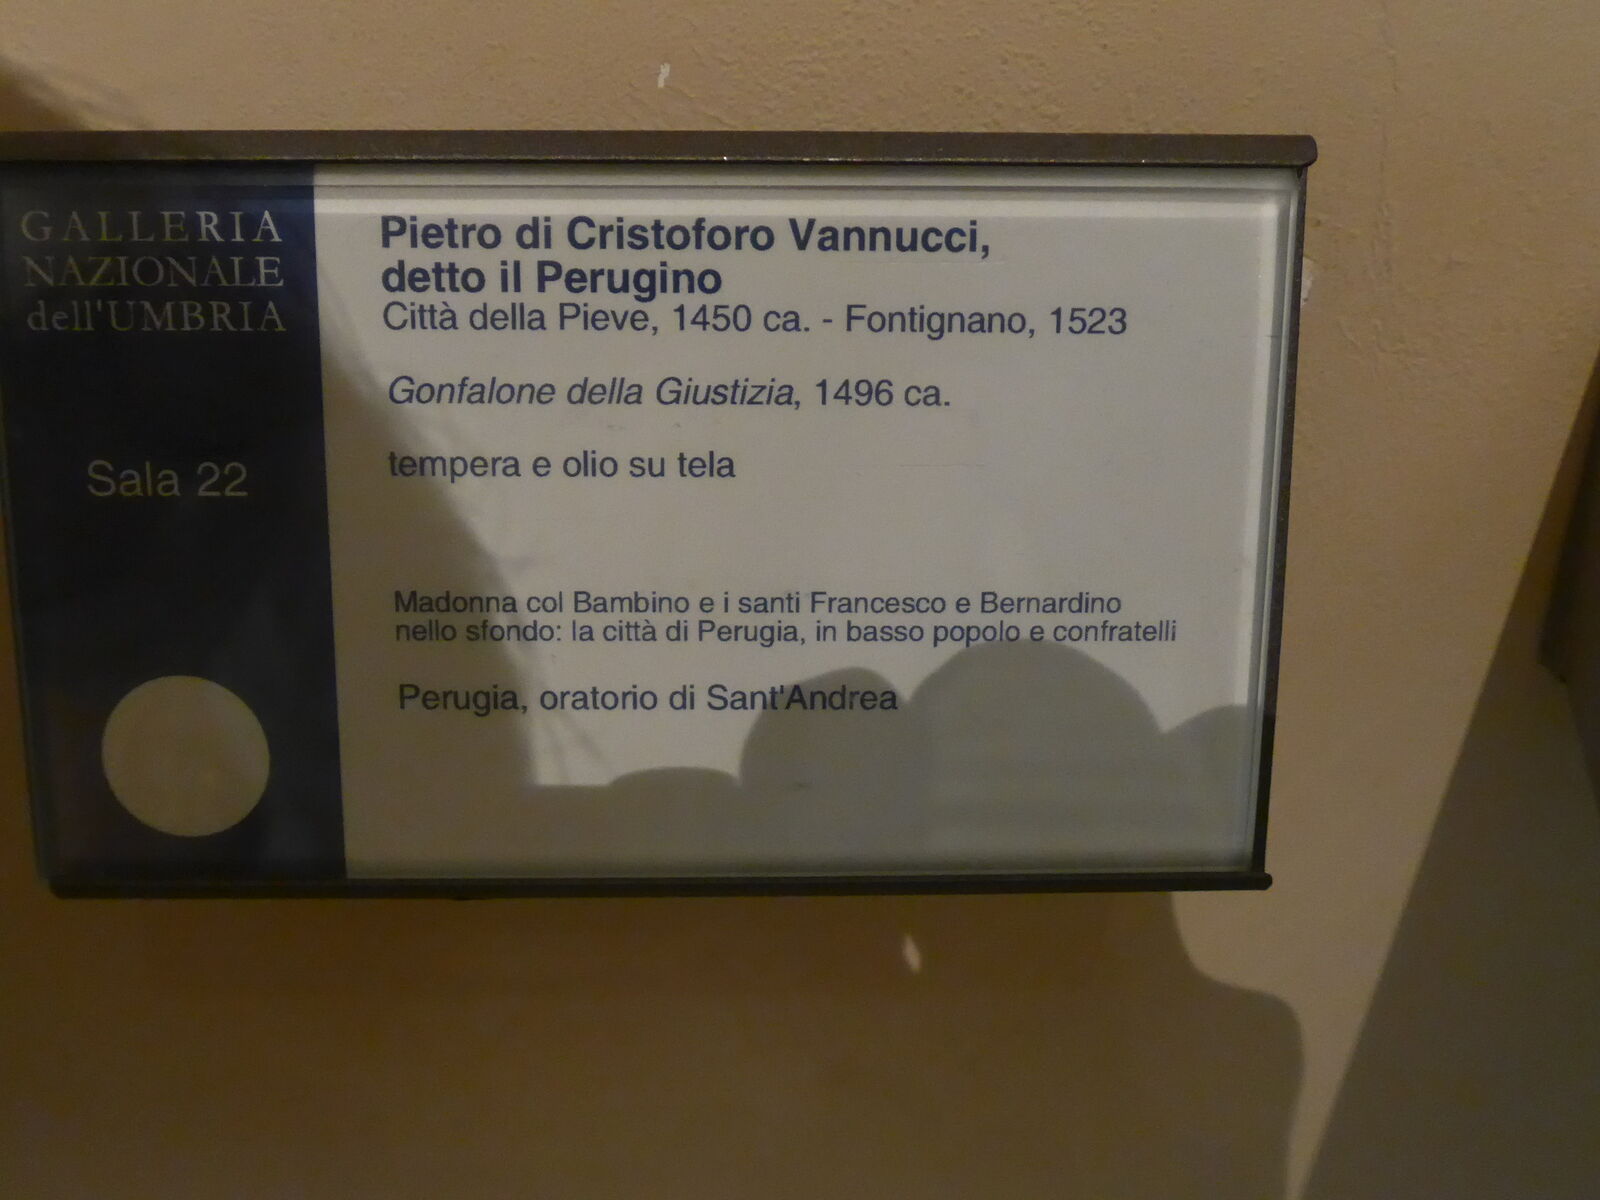 GALLERIA
NAZIONALE
dell'UMBRIA
Sala 22
Pietro di Cristoforo Vannucci,
detto il Perugino
Città della Pieve, 1450 ca. - Fontignano, 1523
Gonfalone della Giustizia, 1496 ca.
tempera e olio su tela
Madonna col Bambino e i santi Francesco e Bernardino
nello sfondo: la città di Perugia, in basso popolo e confratelli
Perugia, oratorio di Sant'Andrea